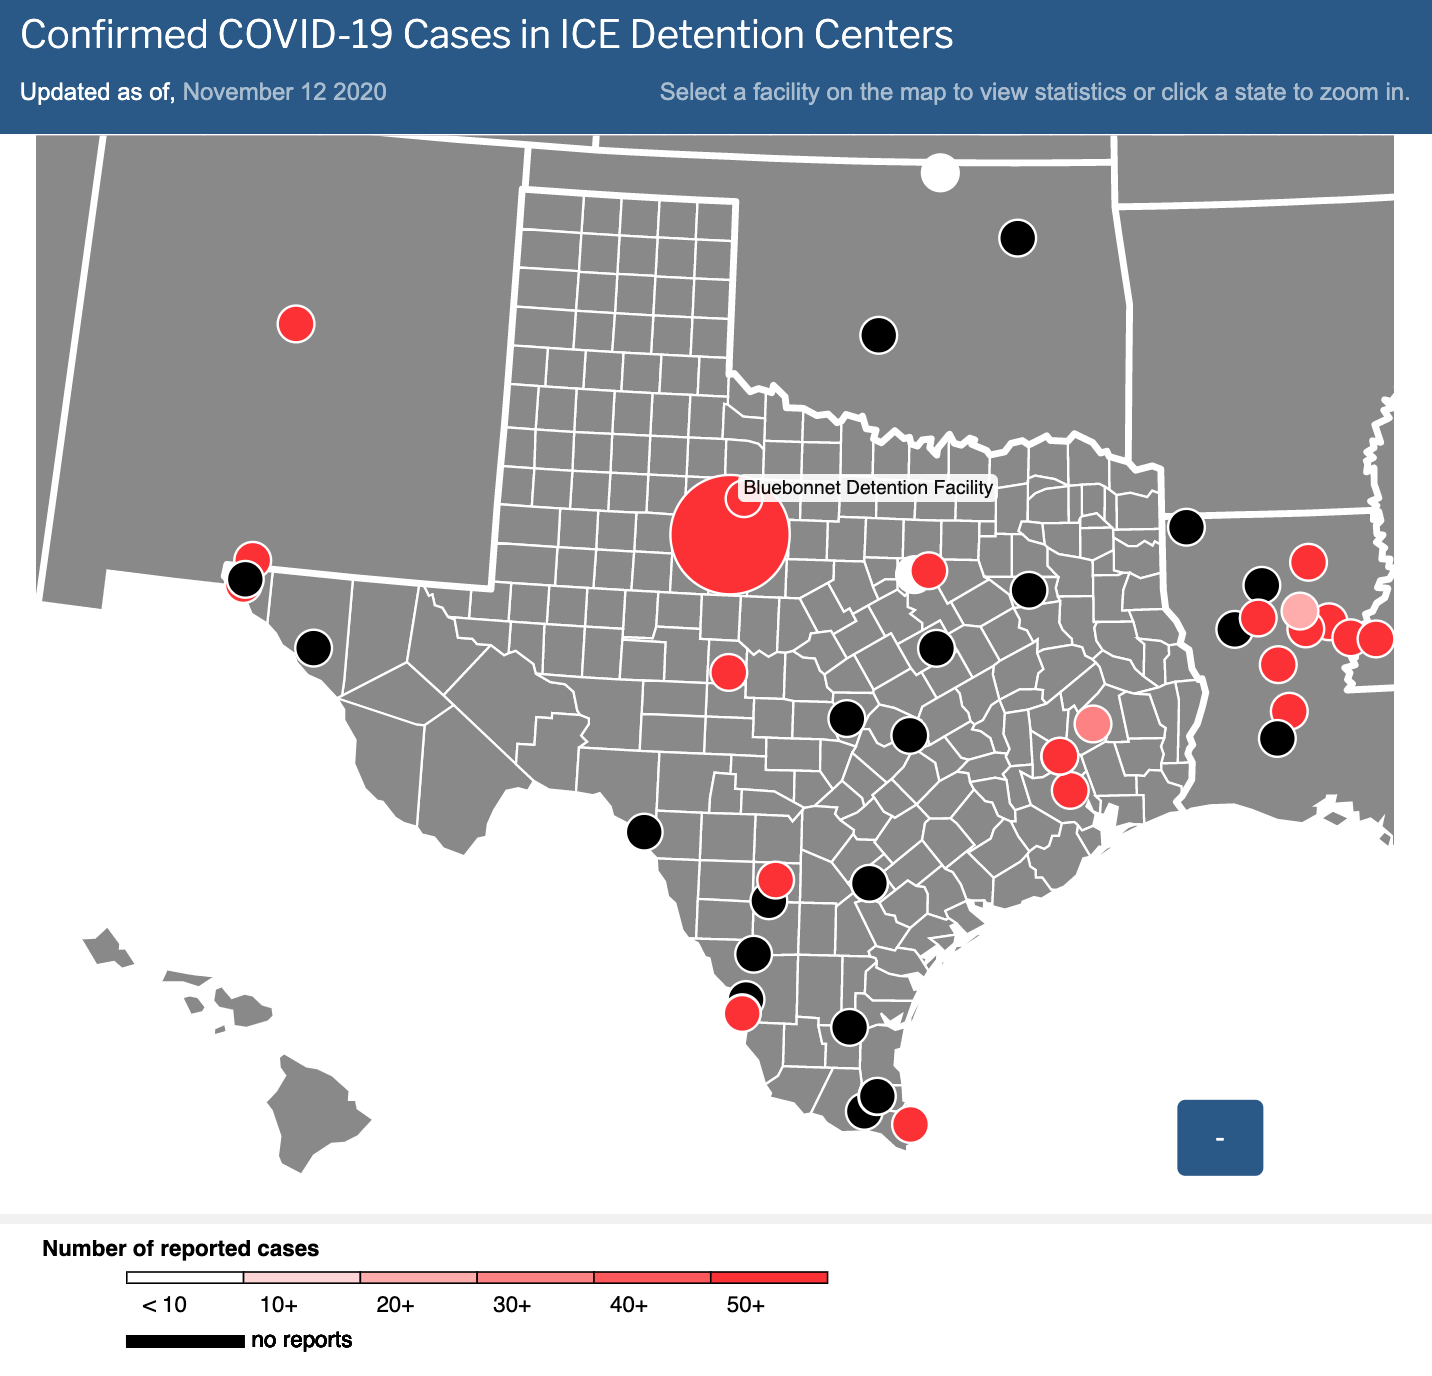 Confirmed COVID-19 Cases in ICE Detention Centers
Updated as of, November 12 2020
Select a facility on the map to view statistics or click a state to zoom in.
Bluebonnet Detention Facility
-
Number of reported cases
< 10 10+ 20+ 30+ 40+ 50+
no reports